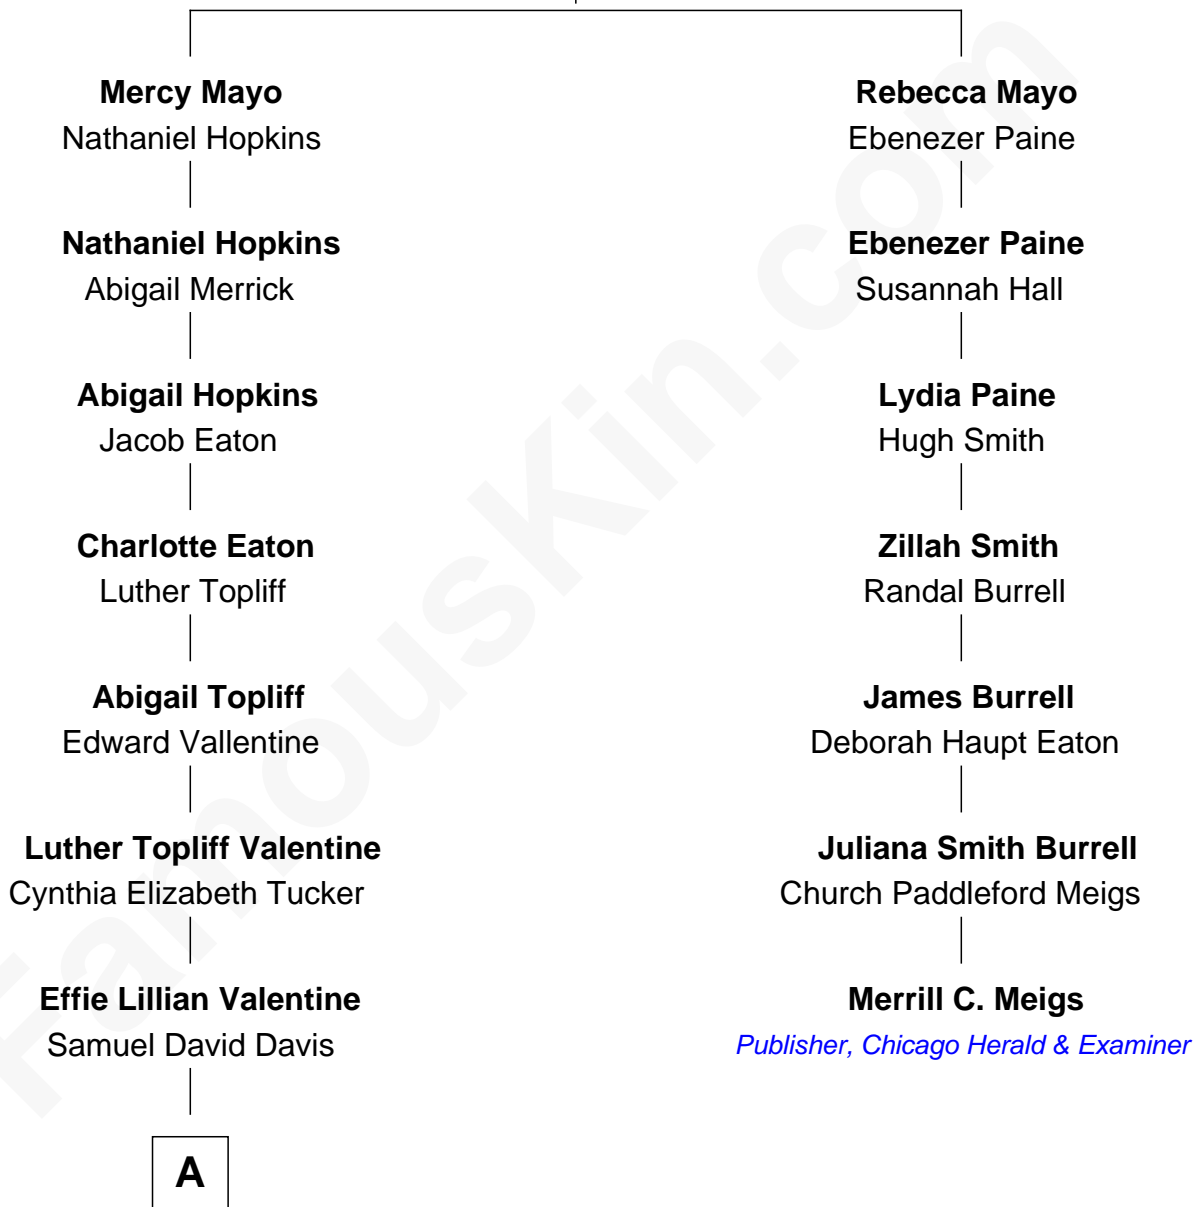 Mercy Mayo
Nathaniel Hopkins
Nathaniel Hopkins
Abigail Merrick
Abigail Hopkins
Jacob Eaton
Charlotte Eaton
Luther Topliff
Abigail Topliff
Edward Vallentine
Luther Topliff Valentine
Cynthia Elizabeth Tucker
Effie Lillian Valentine
Samuel David Davis
A
Rebecca Mayo
Ebenezer Paine
Ebenezer Paine
Susannah Hall
Lydia Paine
Hugh Smith
Zillah Smith
Randal Burrell
James Burrell
Deborah Haupt Eaton
Juliana Smith Burrell
Church Paddleford Meigs
Merrill C. Meigs
Publisher, Chicago Herald & Examiner
FamousKin.com